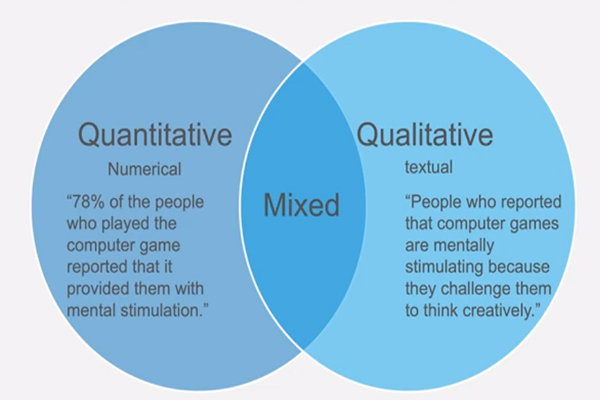 Quantitative
Numerical
“78% of the people
who played the
computer game
reported that it
provided them with
mental stimulation.”
Mixed
Qualitative
textual
“People who reported
that computer games
are mentally
stimulating because
they challenge them
to think creatively.”